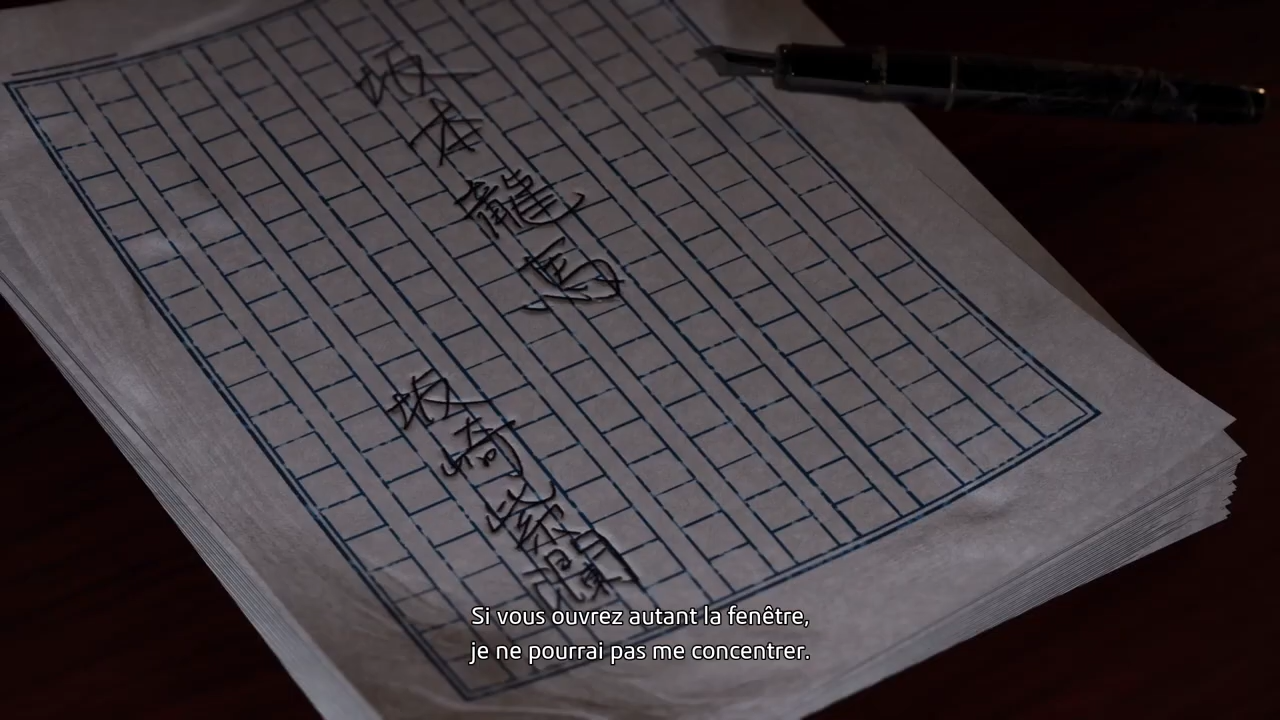 坂本龍馬
坂崎紫瀾
Si vous ouvrez autant la fenêtre,
je ne pourrai pas me concentrer.